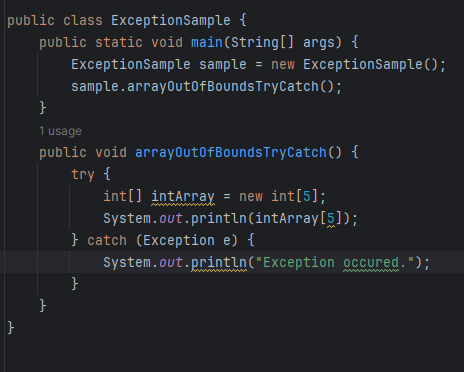 public class ExceptionSample {
    public static void main(String[] args) {
        ExceptionSample sample = new ExceptionSample();
        sample.arrayOutOfBoundsTryCatch();
    }
    1 usage
    public void arrayOutOfBoundsTryCatch() {
        try {
            int[] intArray = new int[5];
            System.out.println(intArray[5]);
        } catch (Exception e) {
            System.out.println("Exception occured.");
        }
    }
}